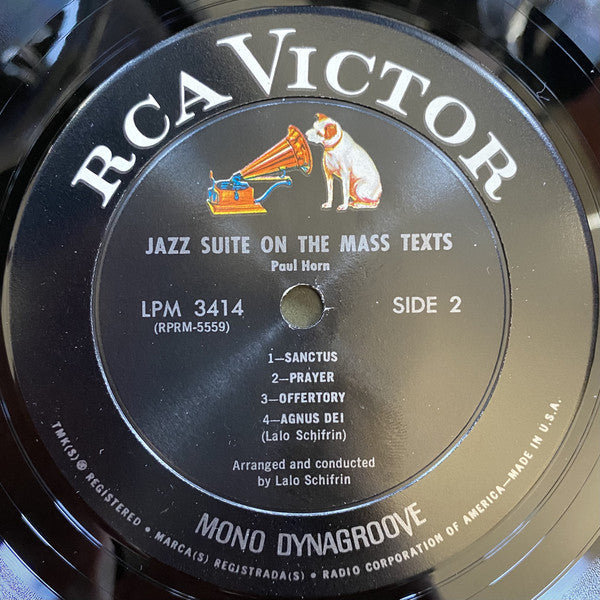 RCA VICTOR
JAZZ SUITE ON THE MASS TEXTS
Paul Horn
LPM 3414
(RPRM-5559)
SIDE 2
1—SANCTUS
2—PRAYER
3—OFFERTORY
4—AGNUS DEI
(Lalo Schifrin)
Arranged and conducted
by Lalo Schifrin
MONO DYNAGROOVE
TMK(S) ® REGISTERED • MARCA(S) REGISTRADA(S) • RADIO CORPORATION OF AMERICA—MADE IN U.S.A.